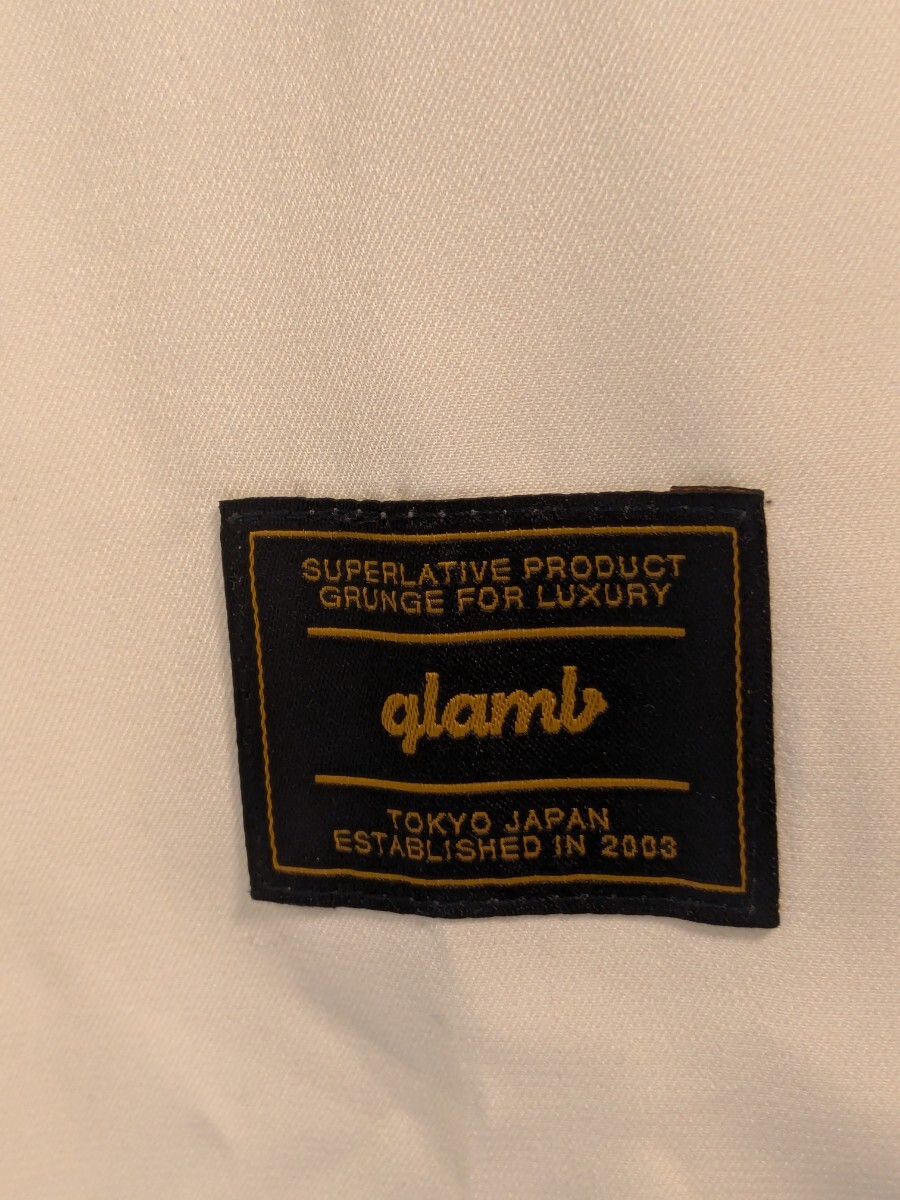 SUPERLATIVE PRODUCT
GRUNGE FOR LUXURY
glamb
TOKYO JAPAN
ESTABLISHED IN 2003